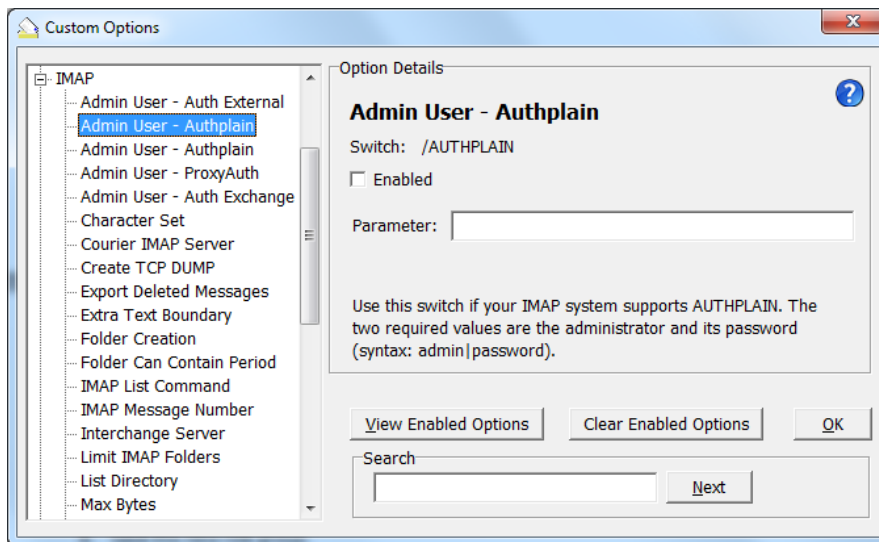 Custom Options
IMAP
Admin User - Auth External
Admin User - Authplain
Admin User - Authplain
Admin User - ProxyAuth
Admin User - Auth Exchange
Character Set
Courier IMAP Server
Create TCP DUMP
Export Deleted Messages
Extra Text Boundary
Folder Creation
Folder Can Contain Period
IMAP List Command
IMAP Message Number
Interchange Server
Limit IMAP Folders
List Directory
Max Bytes
Option Details
Admin User - Authplain
Switch: /AUTHPLAIN
Enabled
Parameter:
Use this switch if your IMAP system supports AUTHPLAIN. The
two required values are the administrator and its password
(syntax: admin|password).
View Enabled Options
Clear Enabled Options
OK
Search
Next